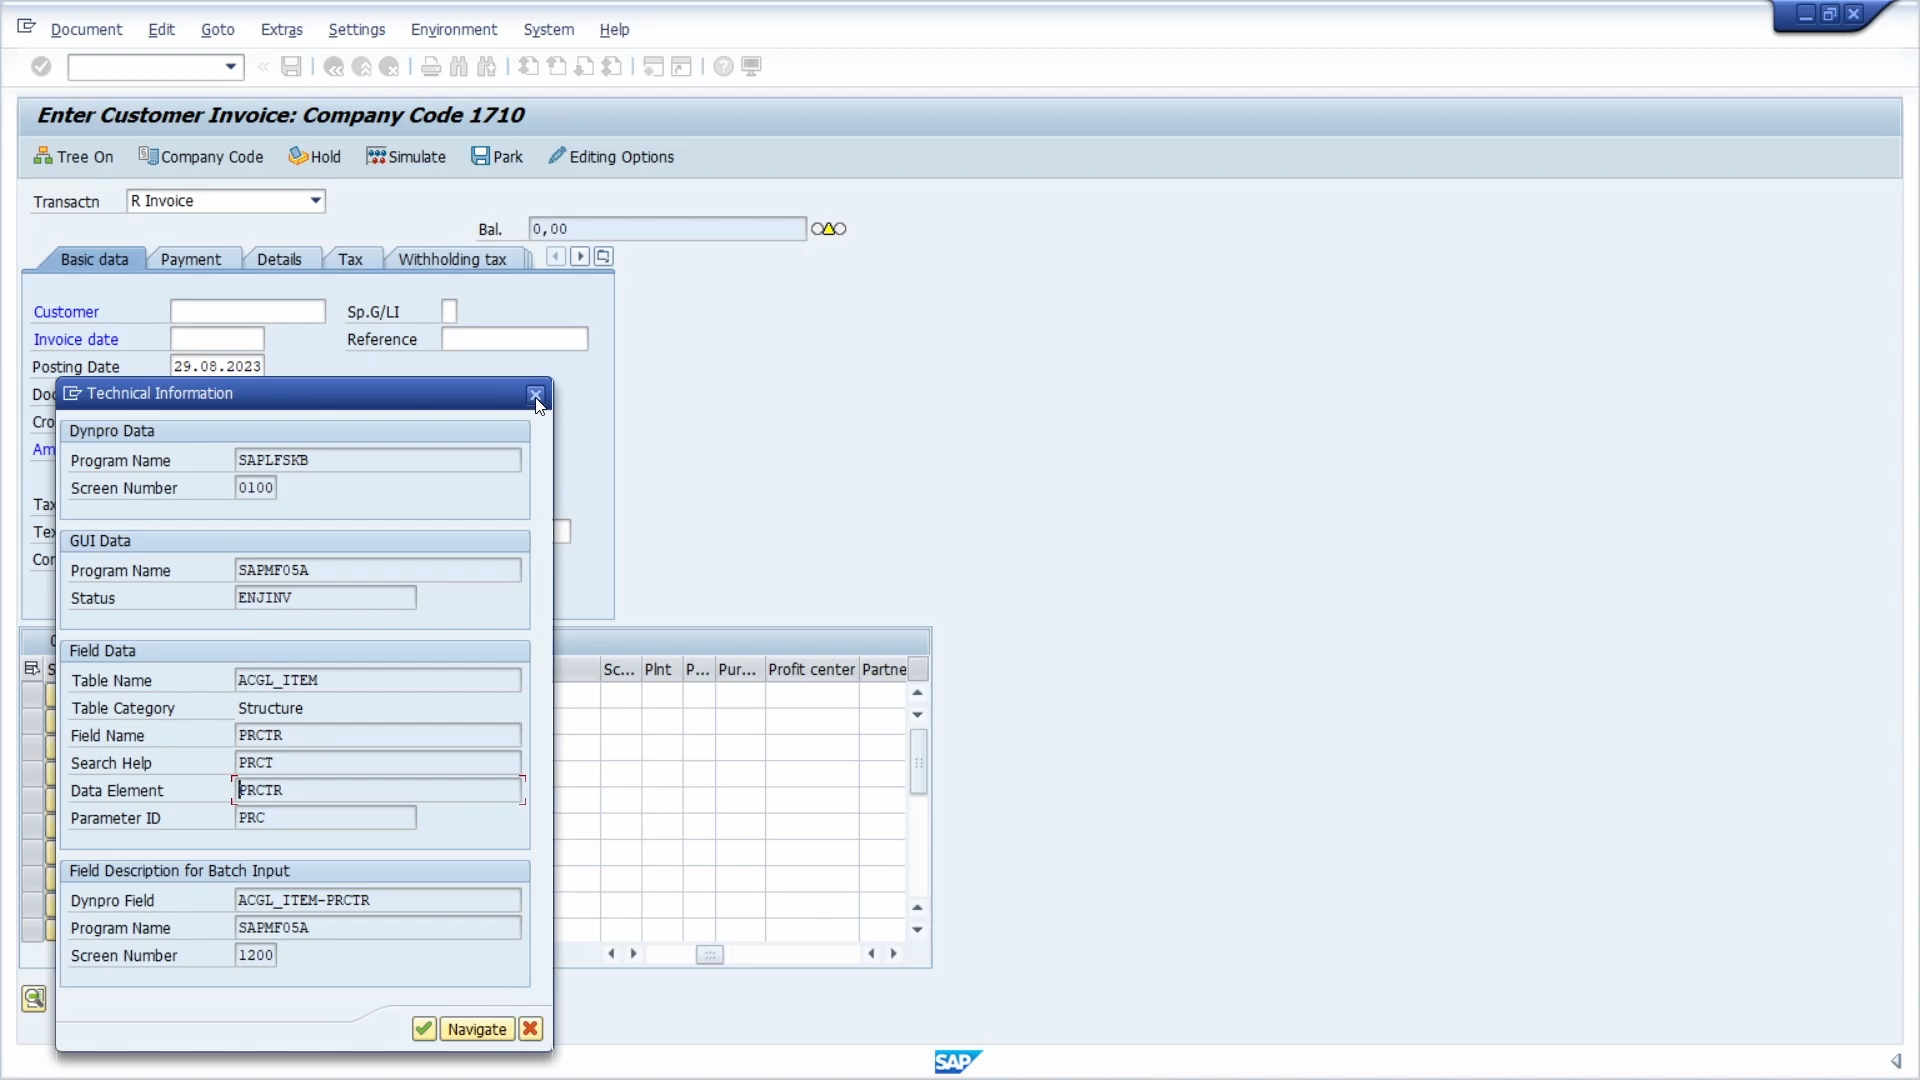 Document Edit Goto Extras Settings Environment System Help
Enter Customer Invoice: Company Code 1710
Tree On Company Code Hold Simulate Park Editing Options
Transactn R Invoice
Bal. 0,00
Basic data Payment Details Tax Withholding tax
Customer Sp.G/LI
Invoice date Reference
Posting Date 29.08.2023
Technical Information
Dynpro Data
Program Name SAPLFSKB
Screen Number 0100
GUI Data
Program Name SAPMF05A
Status ENJINV
Field Data
Sc... Plnt P... Pur... Profit center Partne
Table Name ACGL_ITEM
Table Category Structure
Field Name PRCTR
Search Help PRCT
Data Element PRCTR
Parameter ID PRC
Field Description for Batch Input
Dynpro Field ACGL_ITEM-PRCTR
Program Name SAPMF05A
Screen Number 1200
Navigate
SAP